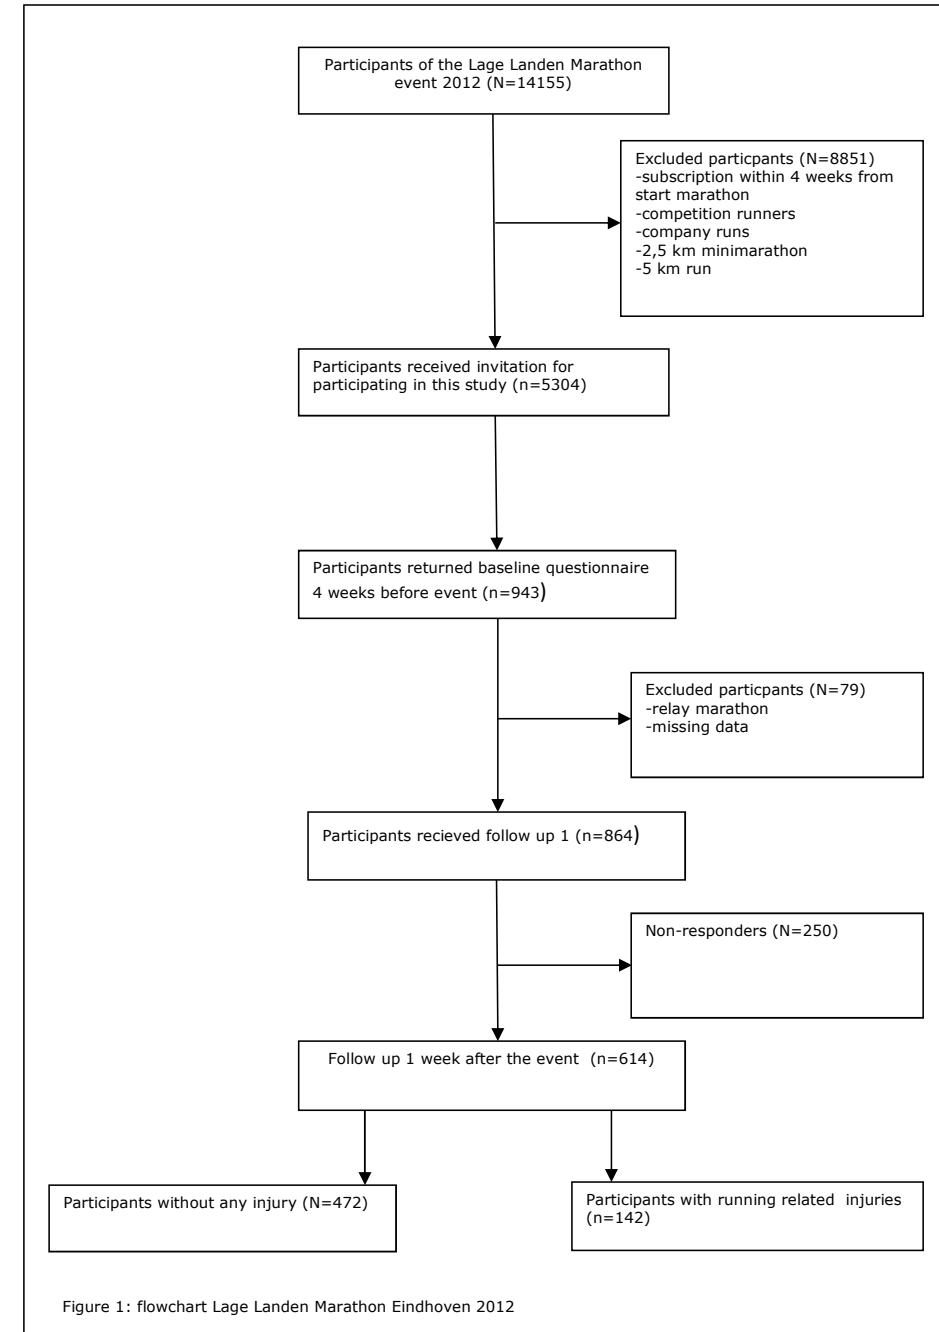 Participants of the Lage Landen Marathon
event 2012 (N=14155)
Excluded particpants (N=8851)
-subscription within 4 weeks from
start marathon
-competition runners
-company runs
-2,5 km minimarathon
-5 km run
Participants received invitation for
participating in this study (n=5304)
Participants returned baseline questionnaire
4 weeks before event (n=943)
Excluded particpants (N=79)
-relay marathon
-missing data
Participants recieved follow up 1 (n=864)
Non-responders (N=250)
Follow up 1 week after the event (n=614)
Participants without any injury (N=472)
Participants with running related injuries
(n=142)
Figure 1: flowchart Lage Landen Marathon Eindhoven 2012